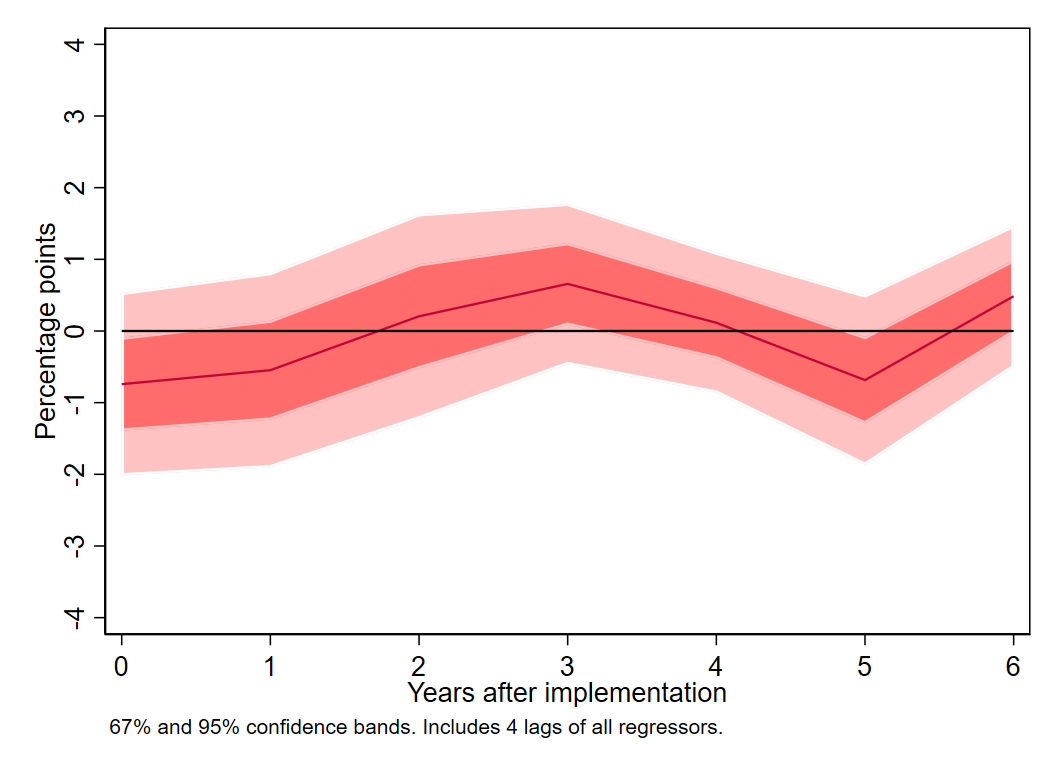 4
3
2
1
0
-1
-2
-3
-4
Percentage points
0 1 2 3 4 5 6
Years after implementation
67% and 95% confidence bands. Includes 4 lags of all regressors.